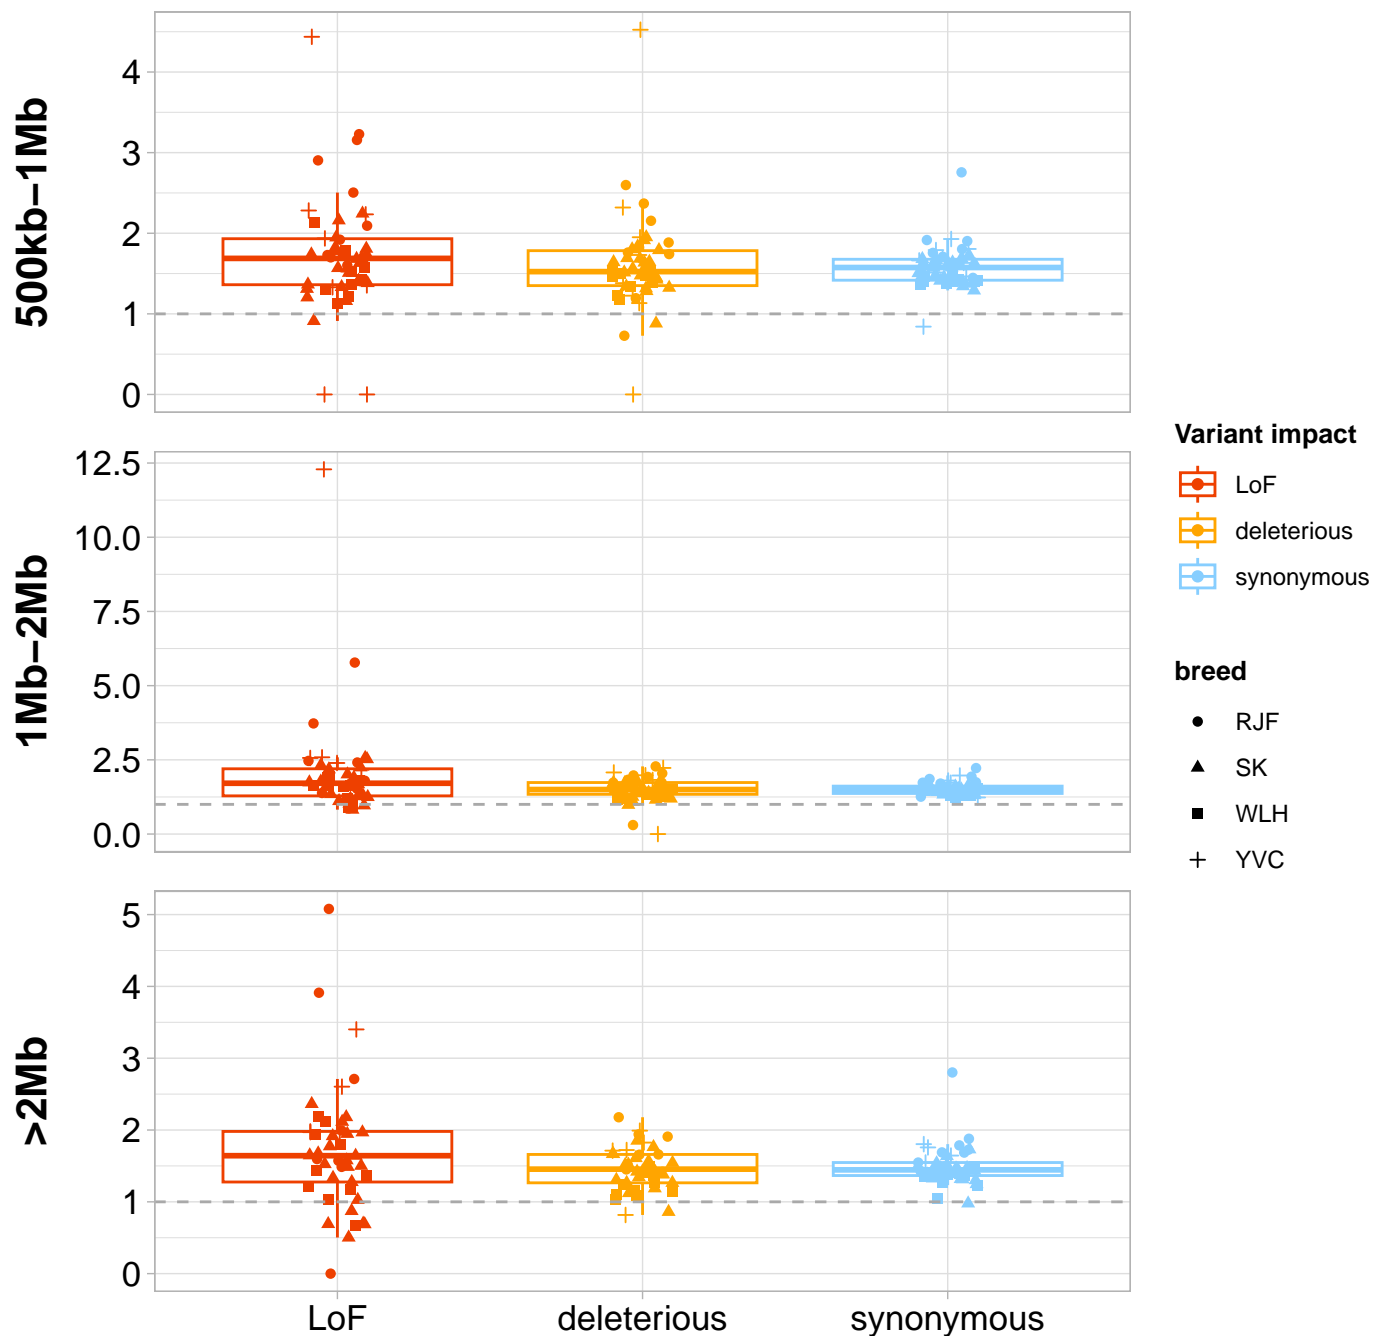 500kb–1Mb
4
3
2
1
0
1Mb–2Mb
12.5
10.0
7.5
5.0
2.5
0.0
>2Mb
5
4
3
2
1
0
LoF
deleterious
synonymous
Variant impact
LoF
deleterious
synonymous
breed
RJF
SK
WLH
YVC